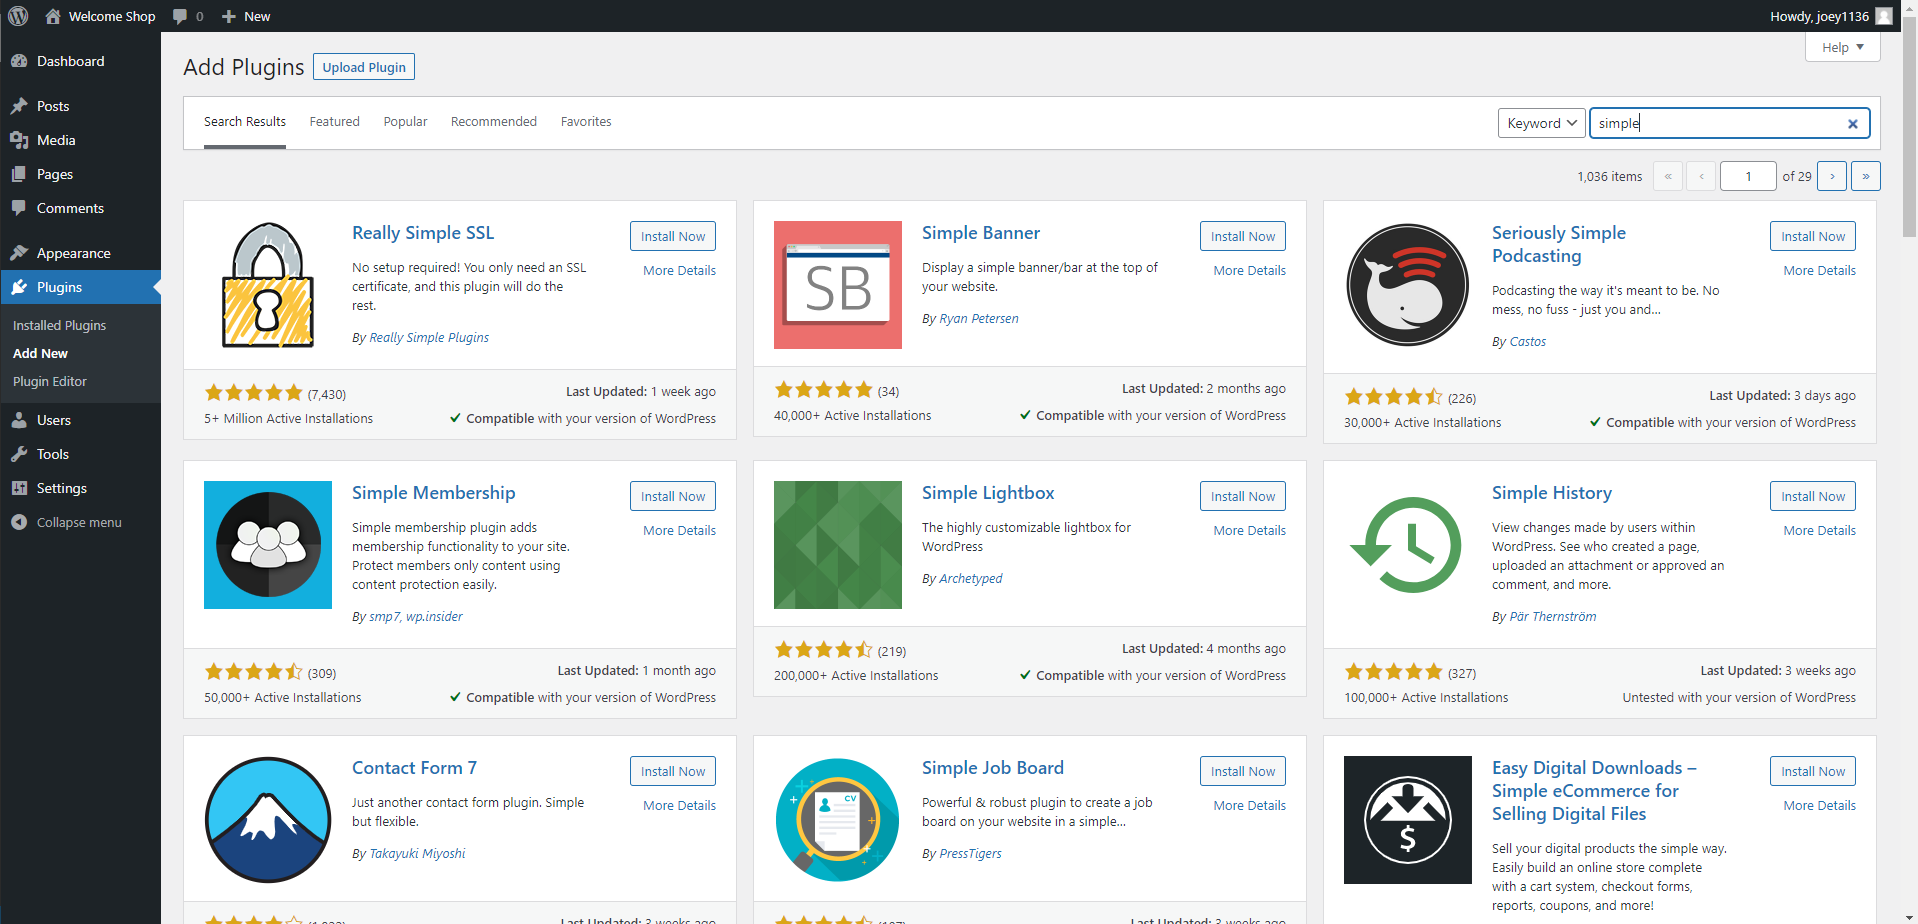 Welcome Shop
0
New
Howdy, joey1136
Dashboard
Posts
Media
Pages
Comments
Appearance
Plugins
Installed Plugins
Add New
Plugin Editor
Users
Tools
Settings
Collapse menu
Help
Add Plugins
Upload Plugin
Search Results
Featured
Popular
Recommended
Favorites
Keyword
simple
1,036 items
«
‹
1
of 29
›
»
Really Simple SSL
Install Now
More Details
No setup required! You only need an SSL
certificate, and this plugin will do the
rest.
By Really Simple Plugins
(7,430)
Last Updated: 1 week ago
5+ Million Active Installations
Compatible with your version of WordPress
SB
Simple Banner
Install Now
More Details
Display a simple banner/bar at the top of
your website.
By Ryan Petersen
(34)
Last Updated: 2 months ago
40,000+ Active Installations
Compatible with your version of WordPress
Seriously Simple
Podcasting
Install Now
More Details
Podcasting the way it's meant to be. No
mess, no fuss - just you and...
By Castos
(226)
Last Updated: 3 days ago
30,000+ Active Installations
Compatible with your version of WordPress
Simple Membership
Install Now
More Details
Simple membership plugin adds
membership functionality to your site.
Protect members only content using
content protection easily.
By smp7, wp.insider
(309)
Last Updated: 1 month ago
50,000+ Active Installations
Compatible with your version of WordPress
Simple Lightbox
Install Now
More Details
The highly customizable lightbox for
WordPress
By Archetyped
(219)
Last Updated: 4 months ago
200,000+ Active Installations
Compatible with your version of WordPress
Simple History
Install Now
More Details
View changes made by users within
WordPress. See who created a page,
uploaded an attachment or approved an
comment, and more.
By Pär Thernström
(327)
Last Updated: 3 weeks ago
100,000+ Active Installations
Untested with your version of WordPress
Contact Form 7
Install Now
More Details
Just another contact form plugin. Simple
but flexible.
By Takayuki Miyoshi
Last Updated: 3 weeks ago
CV
Simple Job Board
Install Now
More Details
Powerful & robust plugin to create a job
board on your website in a simple...
By PressTigers
Last Updated: 3 weeks ago
$
Easy Digital Downloads –
Simple eCommerce for
Selling Digital Files
Install Now
More Details
Sell your digital products the simple way.
Easily build an online store complete
with a cart system, checkout forms,
reports, coupons, and more!